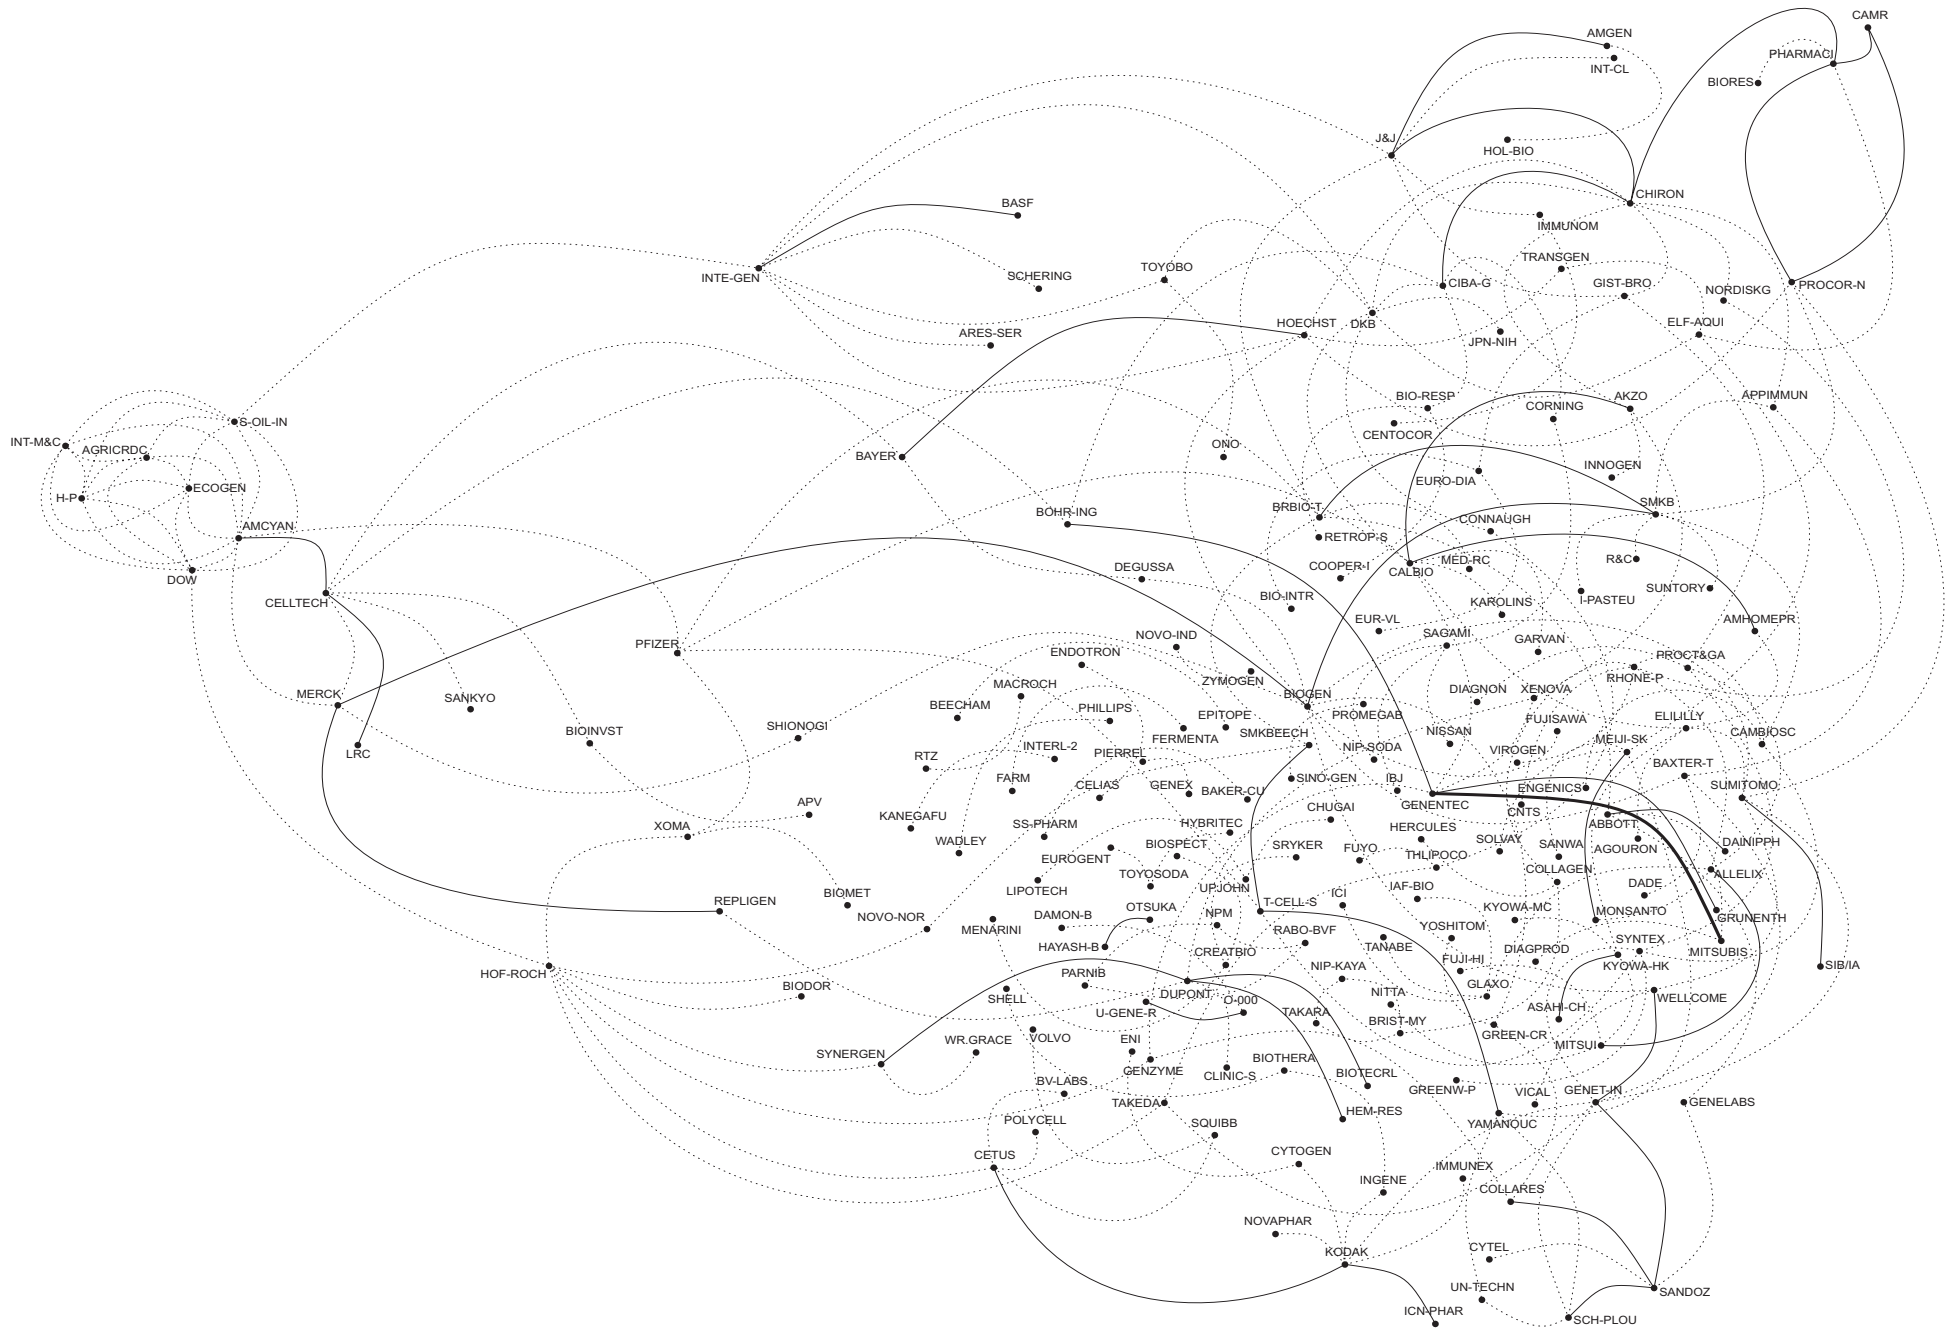 CAMR
AMGEN
PHARMACI
INT-CL
BIORES
J&J
HOL-BIO
CHIRON
BASF
IMMUNOM
TRANSGEN
TOYOBO
INTE-GEN
SCHERING
CIBA-G
GIST-BRO
NORDISKG
PROCOR-N
HOECHST
DKB
ELF-AQUI
ARES-SER
JPN-NIH
BIO-RESP
AKZO
APPIMMUN
CORNING
S-OIL-IN
CENTOCOR
INT-M&C
AGRICRDC
ONO
BAYER
INNOGEN
EURO-DIA
ECOGEN
H-P
SMKB
BRBIO-T
BOHR-ING
CONNAUGH
AMCYAN
RETROP-S
MED-RC
R&C
COOPER-I
CALBIO
DEGUSSA
DOW
SUNTORY
BIO-INTR
I-PASTEU
CELLTECH
KAROLINS
EUR-VL
AMHOMEPR
SAGAMI
NOVO-IND
GARVAN
PFIZER
ENDOTRON
PROCT&GA
RHONE-P
ZYMOGEN
MACROCH
DIAGNON
XENOVA
MERCK
SANKYO
BIOGEN
BEECHAM
PHILLIPS
EPITOPE
PROMEGAB
FUJISAWA
ELILILLY
SHIONOGI
BIOINVST
FERMENTA
SMKBEECH
NISSAN
MEIJI-SK
CAMBIOSC
LRC
RTZ
INTERL-2
PIERREL
NIP-SODA
VIROGEN
BAXTER-T
FARM
CELIAS
GENEX
BAKER-CU
SINO-GEN
IBJ
ENGENICS
SUMITOMO
APV
CHUGAI
GENENTEC
CNTS
KANEGAFU
SS-PHARM
HYBRITEC
HERCULES
ABBOTT
XOMA
WADLEY
EUROGENT
BIOSPECT
SRYKER
FUYO
THLIPOCO
SOLVAY
SANWA
AGOURON
DAINIPPH
LIPOTECH
TOYOSODA
UPJOHN
COLLAGEN
ALLELIX
BIOMET
IAF-BIO
ICI
DADE
REPLIGEN
NOVO-NOR
MENARINI
DAMON-B
OTSUKA
NPM
T-CELL-S
KYOWA-MC
MONSANTO
GRUNENTH
HAYASH-B
RABO-BVF
TANABE
YOSHITOM
DIAGPROD
SYNTEX
MITSUBIS
CREATBIO
KYOWA-HK
SIB/IA
HOF-ROCH
PARNIB
NIP-KAYA
FUJI-HI
BIODOR
SHELL
DUPONT
O-000
GLAXO
WELLCOME
U-GENE-R
NITTA
ASAHI-CH
TAKARA
BRIST-MY
GREEN-CR
MITSUI
SYNERGEN
WR.GRACE
VOLVO
ENI
BIOTHERA
GENZYME
CLINIC-S
BIOTECRL
BV-LABS
GREENW-P
VICAL
GENET-IN
TAKEDA
GENELABS
HEM-RES
YAMANOUC
POLYCELL
SQUIBB
CETUS
CYTOGEN
IMMUNEX
INGENE
COLLARES
NOVAPHAR
KODAK
CYTEL
UN-TECHN
SANDOZ
ICN-PHAR
SCH-PLOU